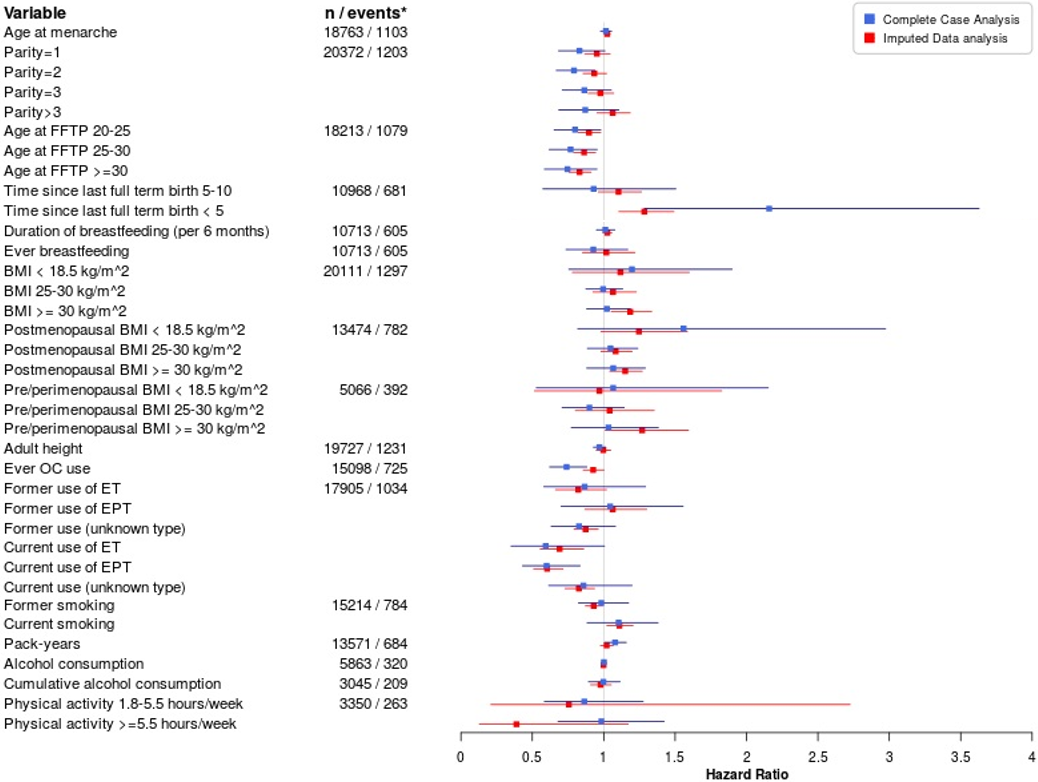 Variable n / events*
Complete Case Analysis
Imputed Data analysis
Age at menarche 18763 / 1103
Parity=1 20372 / 1203
Parity=2
Parity=3
Parity>3
Age at FFTP 20-25 18213 / 1079
Age at FFTP 25-30
Age at FFTP >=30
Time since last full term birth 5-10 10968 / 681
Time since last full term birth < 5
Duration of breastfeeding (per 6 months) 10713 / 605
Ever breastfeeding 10713 / 605
BMI < 18.5 kg/m^2 20111 / 1297
BMI 25-30 kg/m^2
BMI >= 30 kg/m^2
Postmenopausal BMI < 18.5 kg/m^2 13474 / 782
Postmenopausal BMI 25-30 kg/m^2
Postmenopausal BMI >= 30 kg/m^2
Pre/perimenopausal BMI < 18.5 kg/m^2 5066 / 392
Pre/perimenopausal BMI 25-30 kg/m^2
Pre/perimenopausal BMI >= 30 kg/m^2
Adult height 19727 / 1231
Ever OC use 15098 / 725
Former use of ET 17905 / 1034
Former use of EPT
Former use (unknown type)
Current use of ET
Current use of EPT
Current use (unknown type)
Former smoking 15214 / 784
Current smoking
Pack-years 13571 / 684
Alcohol consumption 5863 / 320
Cumulative alcohol consumption 3045 / 209
Physical activity 1.8-5.5 hours/week 3350 / 263
Physical activity >=5.5 hours/week
0 0.5 1 1.5 2 2.5 3 3.5 4
Hazard Ratio